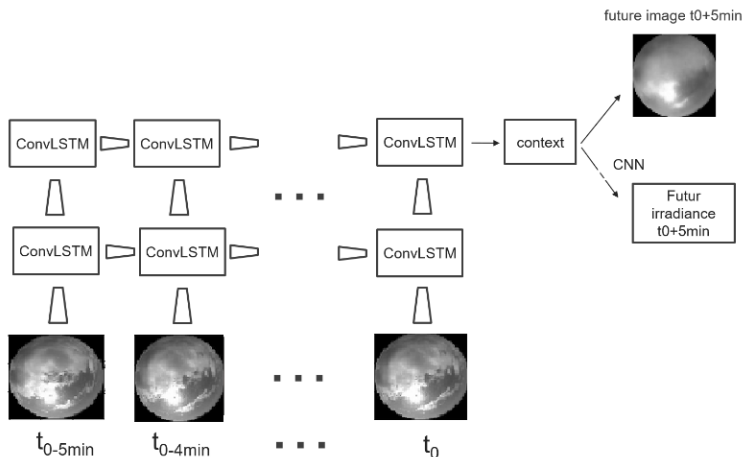 future image t0+5min
ConvLSTM
ConvLSTM
ConvLSTM
context
CNN
Futur
irradiance
t0+5min
ConvLSTM
ConvLSTM
ConvLSTM
t0-5min
t0-4min
t0